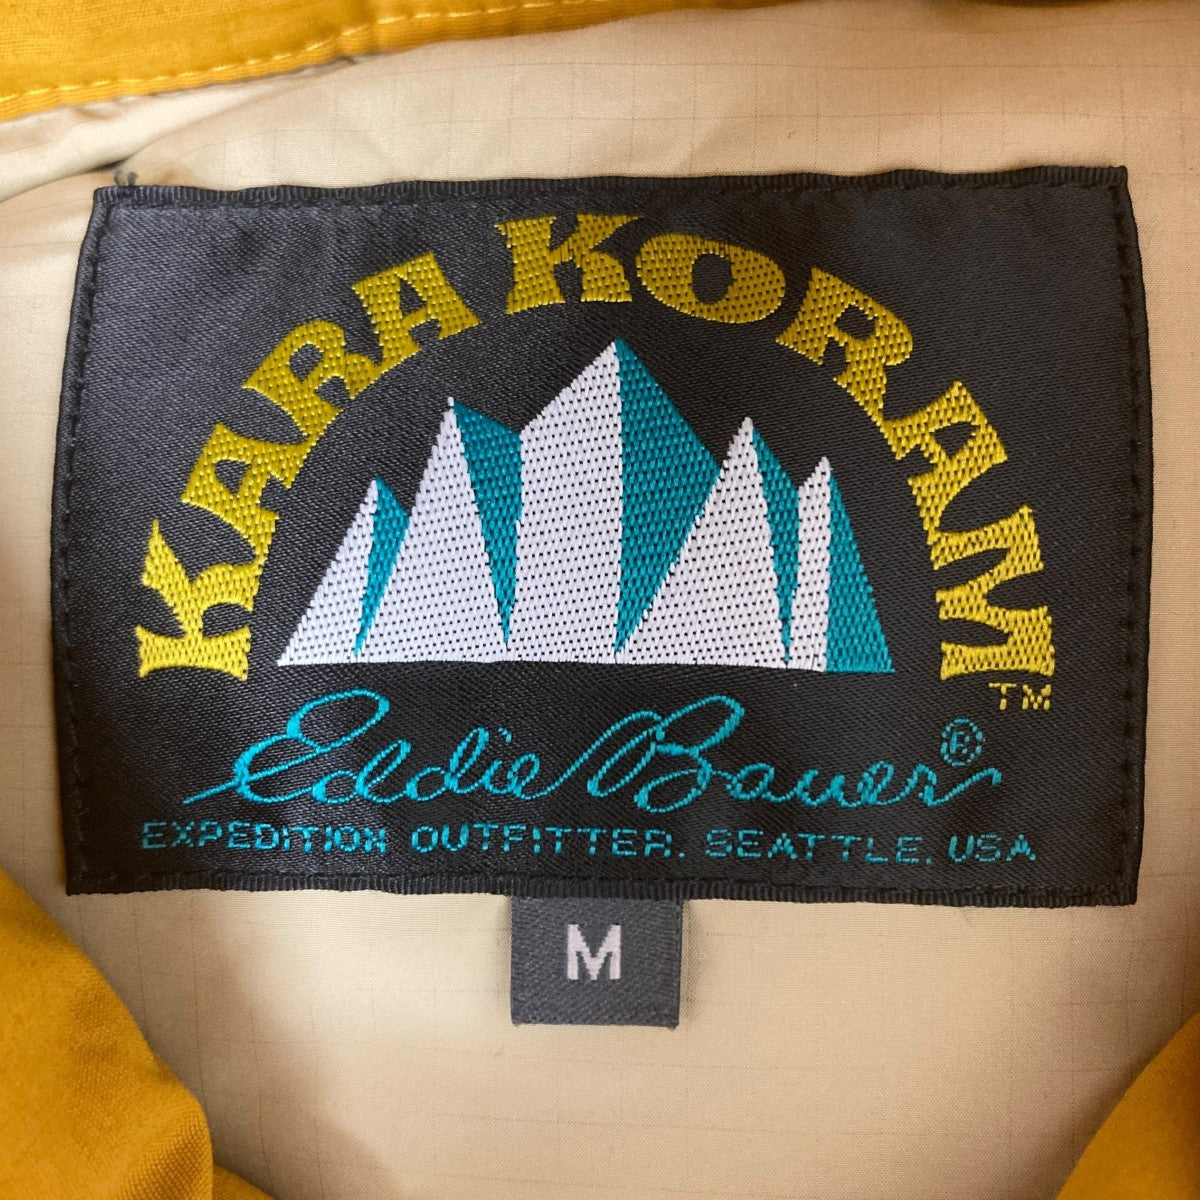 KARA KORAM
TM
Eddie Bauer®
EXPEDITION OUTFITTER. SEATTLE. USA
M